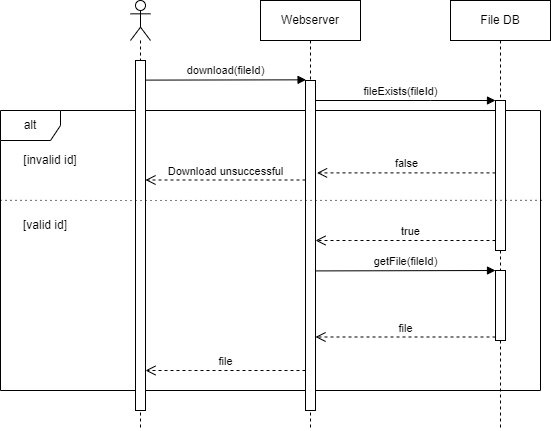 Webserver
File DB
download(fileId)
fileExists(fileId)
alt
[invalid id]
false
Download unsuccessful
[valid id]
true
getFile(fileId)
file
file